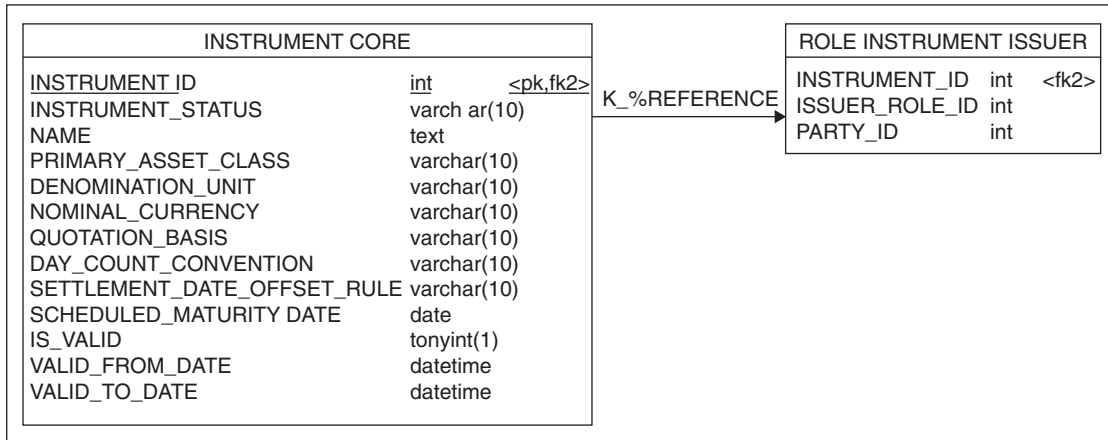 INSTRUMENT CORE
INSTRUMENT ID int <pk,fk2>
INSTRUMENT_STATUS varch ar(10)
NAME text
PRIMARY_ASSET_CLASS varchar(10)
DENOMINATION_UNIT varchar(10)
NOMINAL_CURRENCY varchar(10)
QUOTATION_BASIS varchar(10)
DAY_COUNT_CONVENTION varchar(10)
SETTLEMENT_DATE_OFFSET_RULE varchar(10)
SCHEDULED_MATURITY DATE date
IS_VALID tonyint(1)
VALID_FROM_DATE datetime
VALID_TO_DATE datetime
K_%REFERENCE
ROLE INSTRUMENT ISSUER
INSTRUMENT_ID int <fk2>
ISSUER_ROLE_ID int
PARTY_ID int